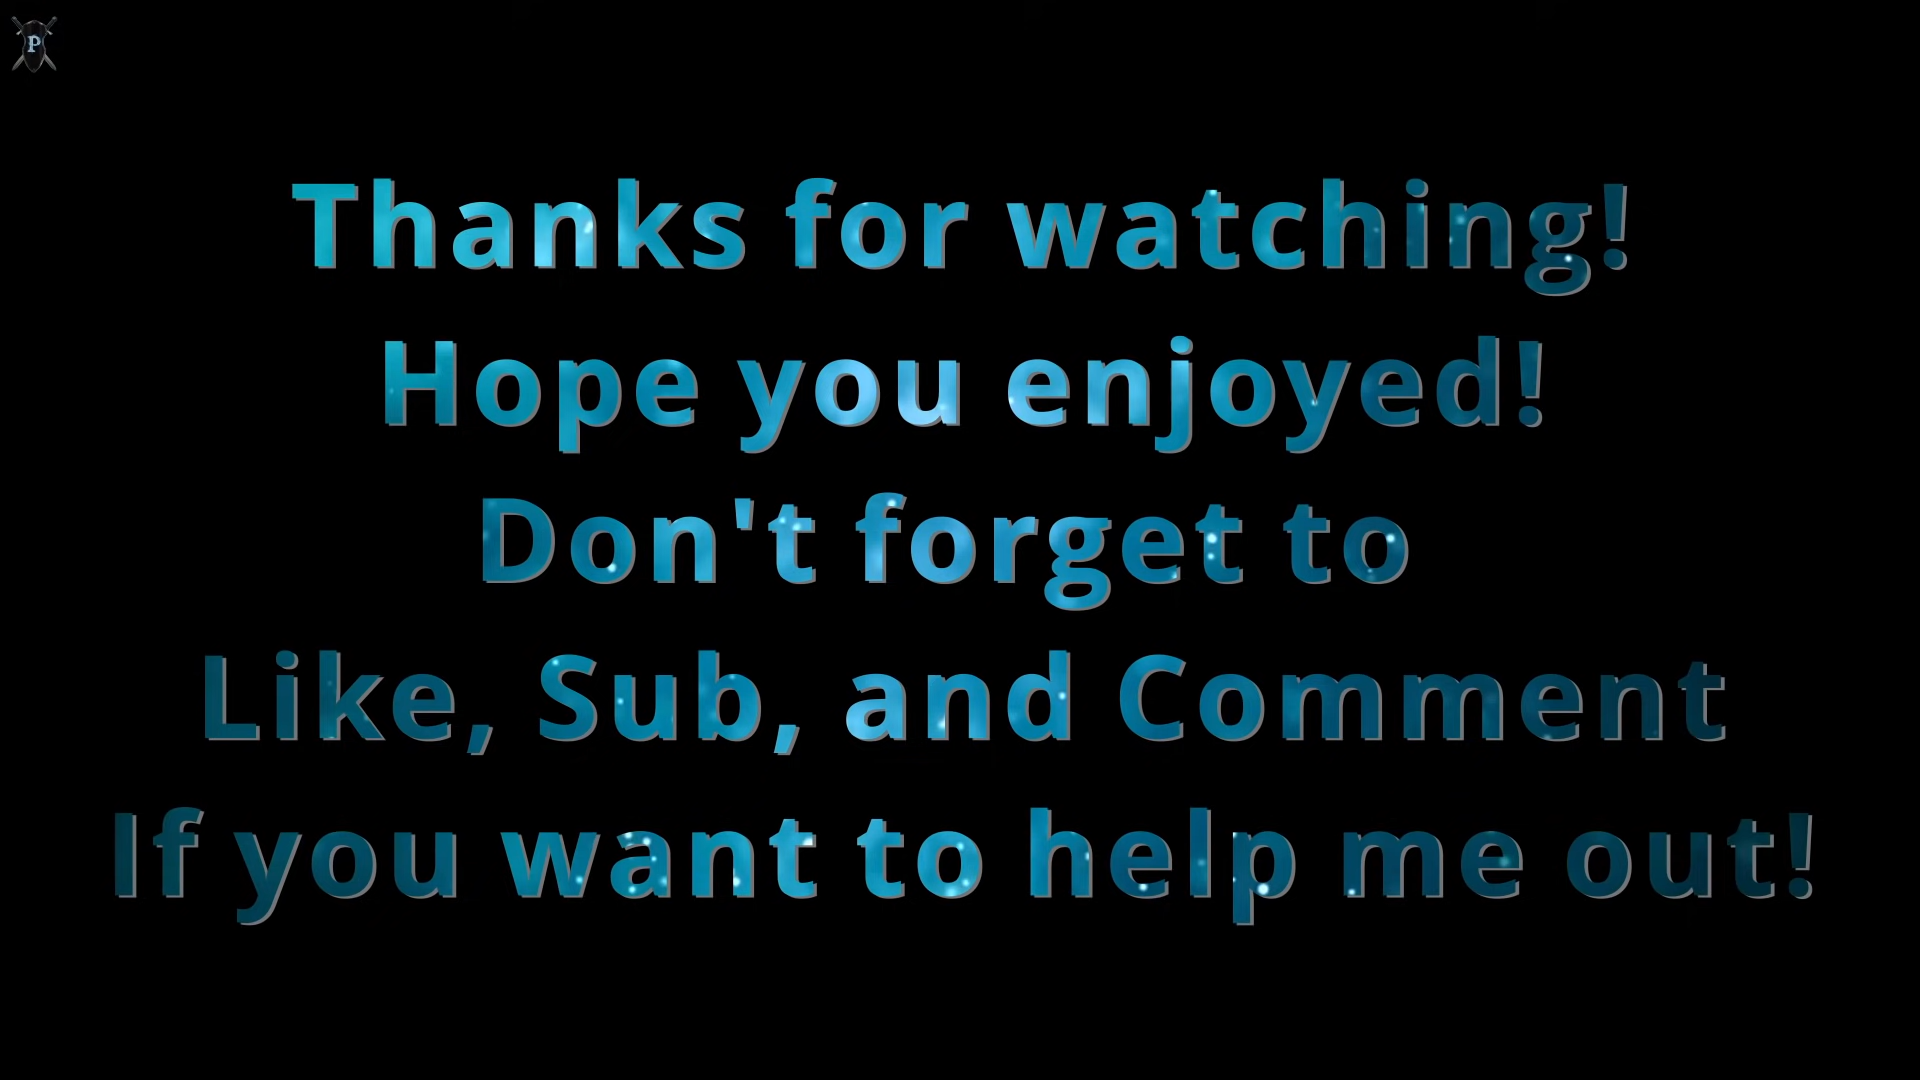 P
Thanks for watching!
Hope you enjoyed!
Don't forget to
Like, Sub, and Comment
If you want to help me out!